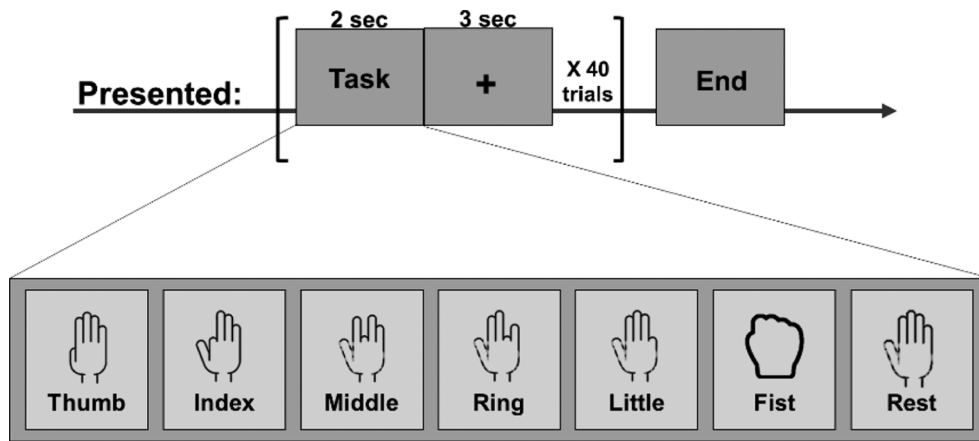 2 sec 3 sec
Presented:
Task
+
X 40
trials
End
Thumb Index Middle Ring Little Fist Rest